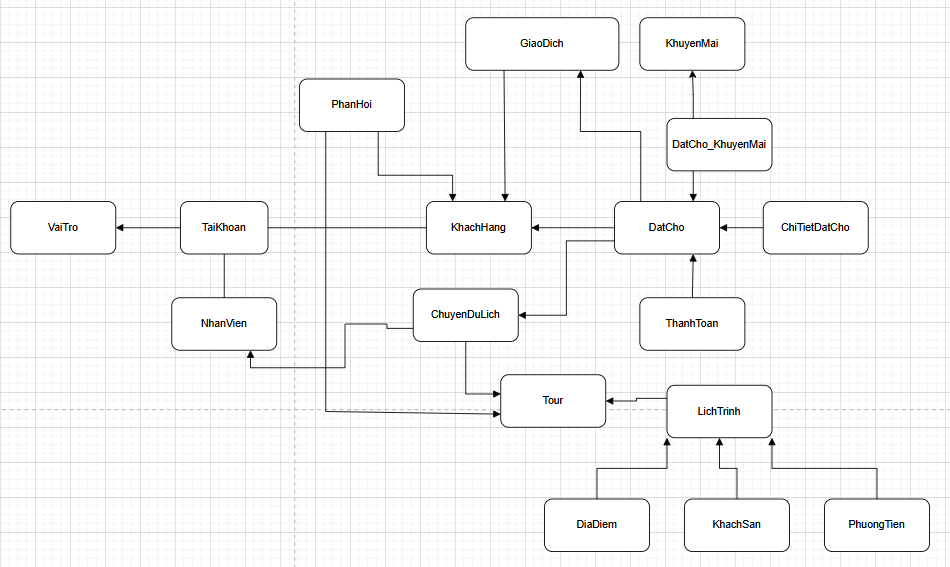 GiaoDich
KhuyenMai
PhanHoi
DatCho_KhuyenMai
VaiTro
TaiKhoan
KhachHang
DatCho
ChiTietDatCho
NhanVien
ChuyenDuLich
ThanhToan
Tour
LichTrinh
DiaDiem
KhachSan
PhuongTien